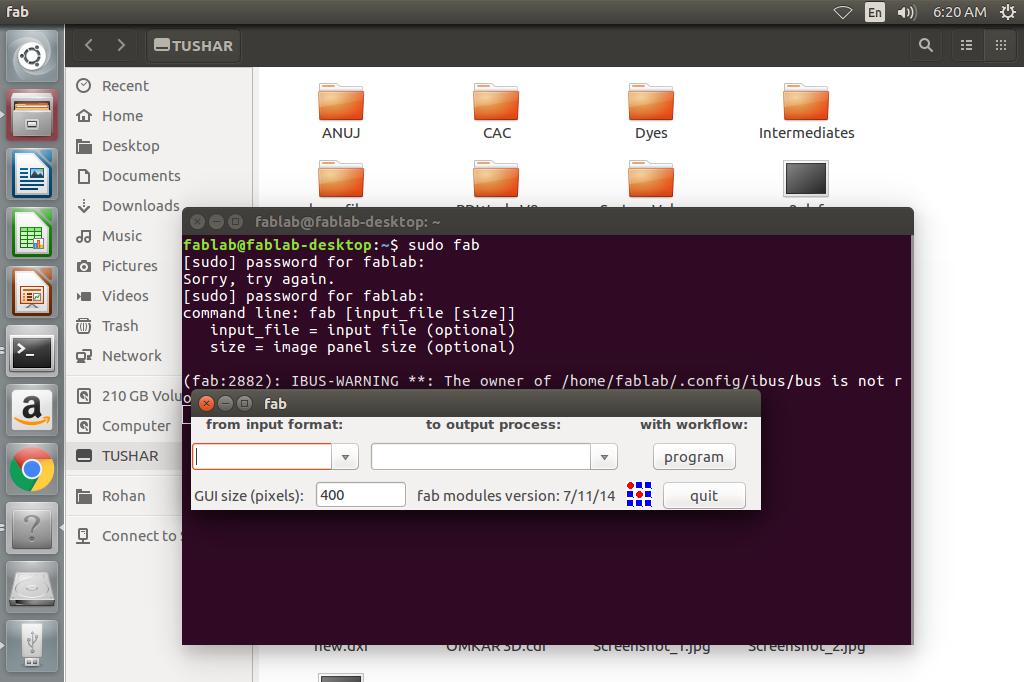 fab
En
6:20 AM
TUSHAR
Recent
Home
Desktop
Documents
Downloads
Music
Pictures
Videos
Trash
Network
210 GB Volu
Computer
TUSHAR
Rohan
Connect to
ANUJ
CAC
Dyes
Intermediates
fablab@fablab-desktop: ~
fablab@fablab-desktop:~$ sudo fab
[sudo] password for fablab:
Sorry, try again.
[sudo] password for fablab:
command line: fab [input_file [size]]
input_file = input file (optional)
size = image panel size (optional)
(fab:2882): IBUS-WARNING **: The owner of /home/fablab/.config/ibus/bus is not r
o
fab
from input format:
to output process:
with workflow:
program
GUI size (pixels):
400
fab modules version: 7/11/14
quit
new.dxf
OMKAR 3D.cdr
Screenshot_1.jpg
Screenshot_2.jpg